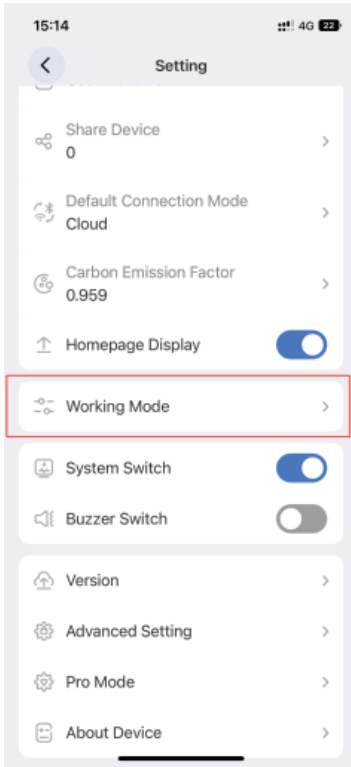 15:14
4G 22
Setting
Share Device
0
Default Connection Mode
Cloud
Carbon Emission Factor
0.959
Homepage Display
Working Mode
System Switch
Buzzer Switch
Version
Advanced Setting
Pro Mode
About Device